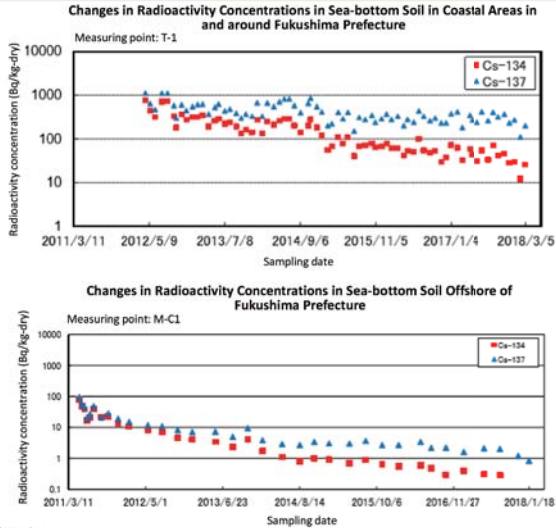 Changes in Radioactivity Concentrations in Sea-bottom Soil in Coastal Areas in
and around Fukushima Prefecture
Measuring point: T-1
Radioactivity concentration (Bq/kg-dry)
10000
1000
100
10
1
Cs-134
Cs-137
2011/3/11 2012/5/9 2013/7/8 2014/9/6 2015/11/5 2017/1/4 2018/3/5
Sampling date
Changes in Radioactivity Concentrations in Sea-bottom Soil Offshore of
Fukushima Prefecture
Measuring point: M-C1
Radioactivity concentration (Bq/kg-dry)
10000
1000
100
10
1
0.1
Cs-134
Cs-137
2011/3/11 2012/5/1 2013/6/23 2014/8/14 2015/10/6 2016/11/27 2018/1/18
Sampling date